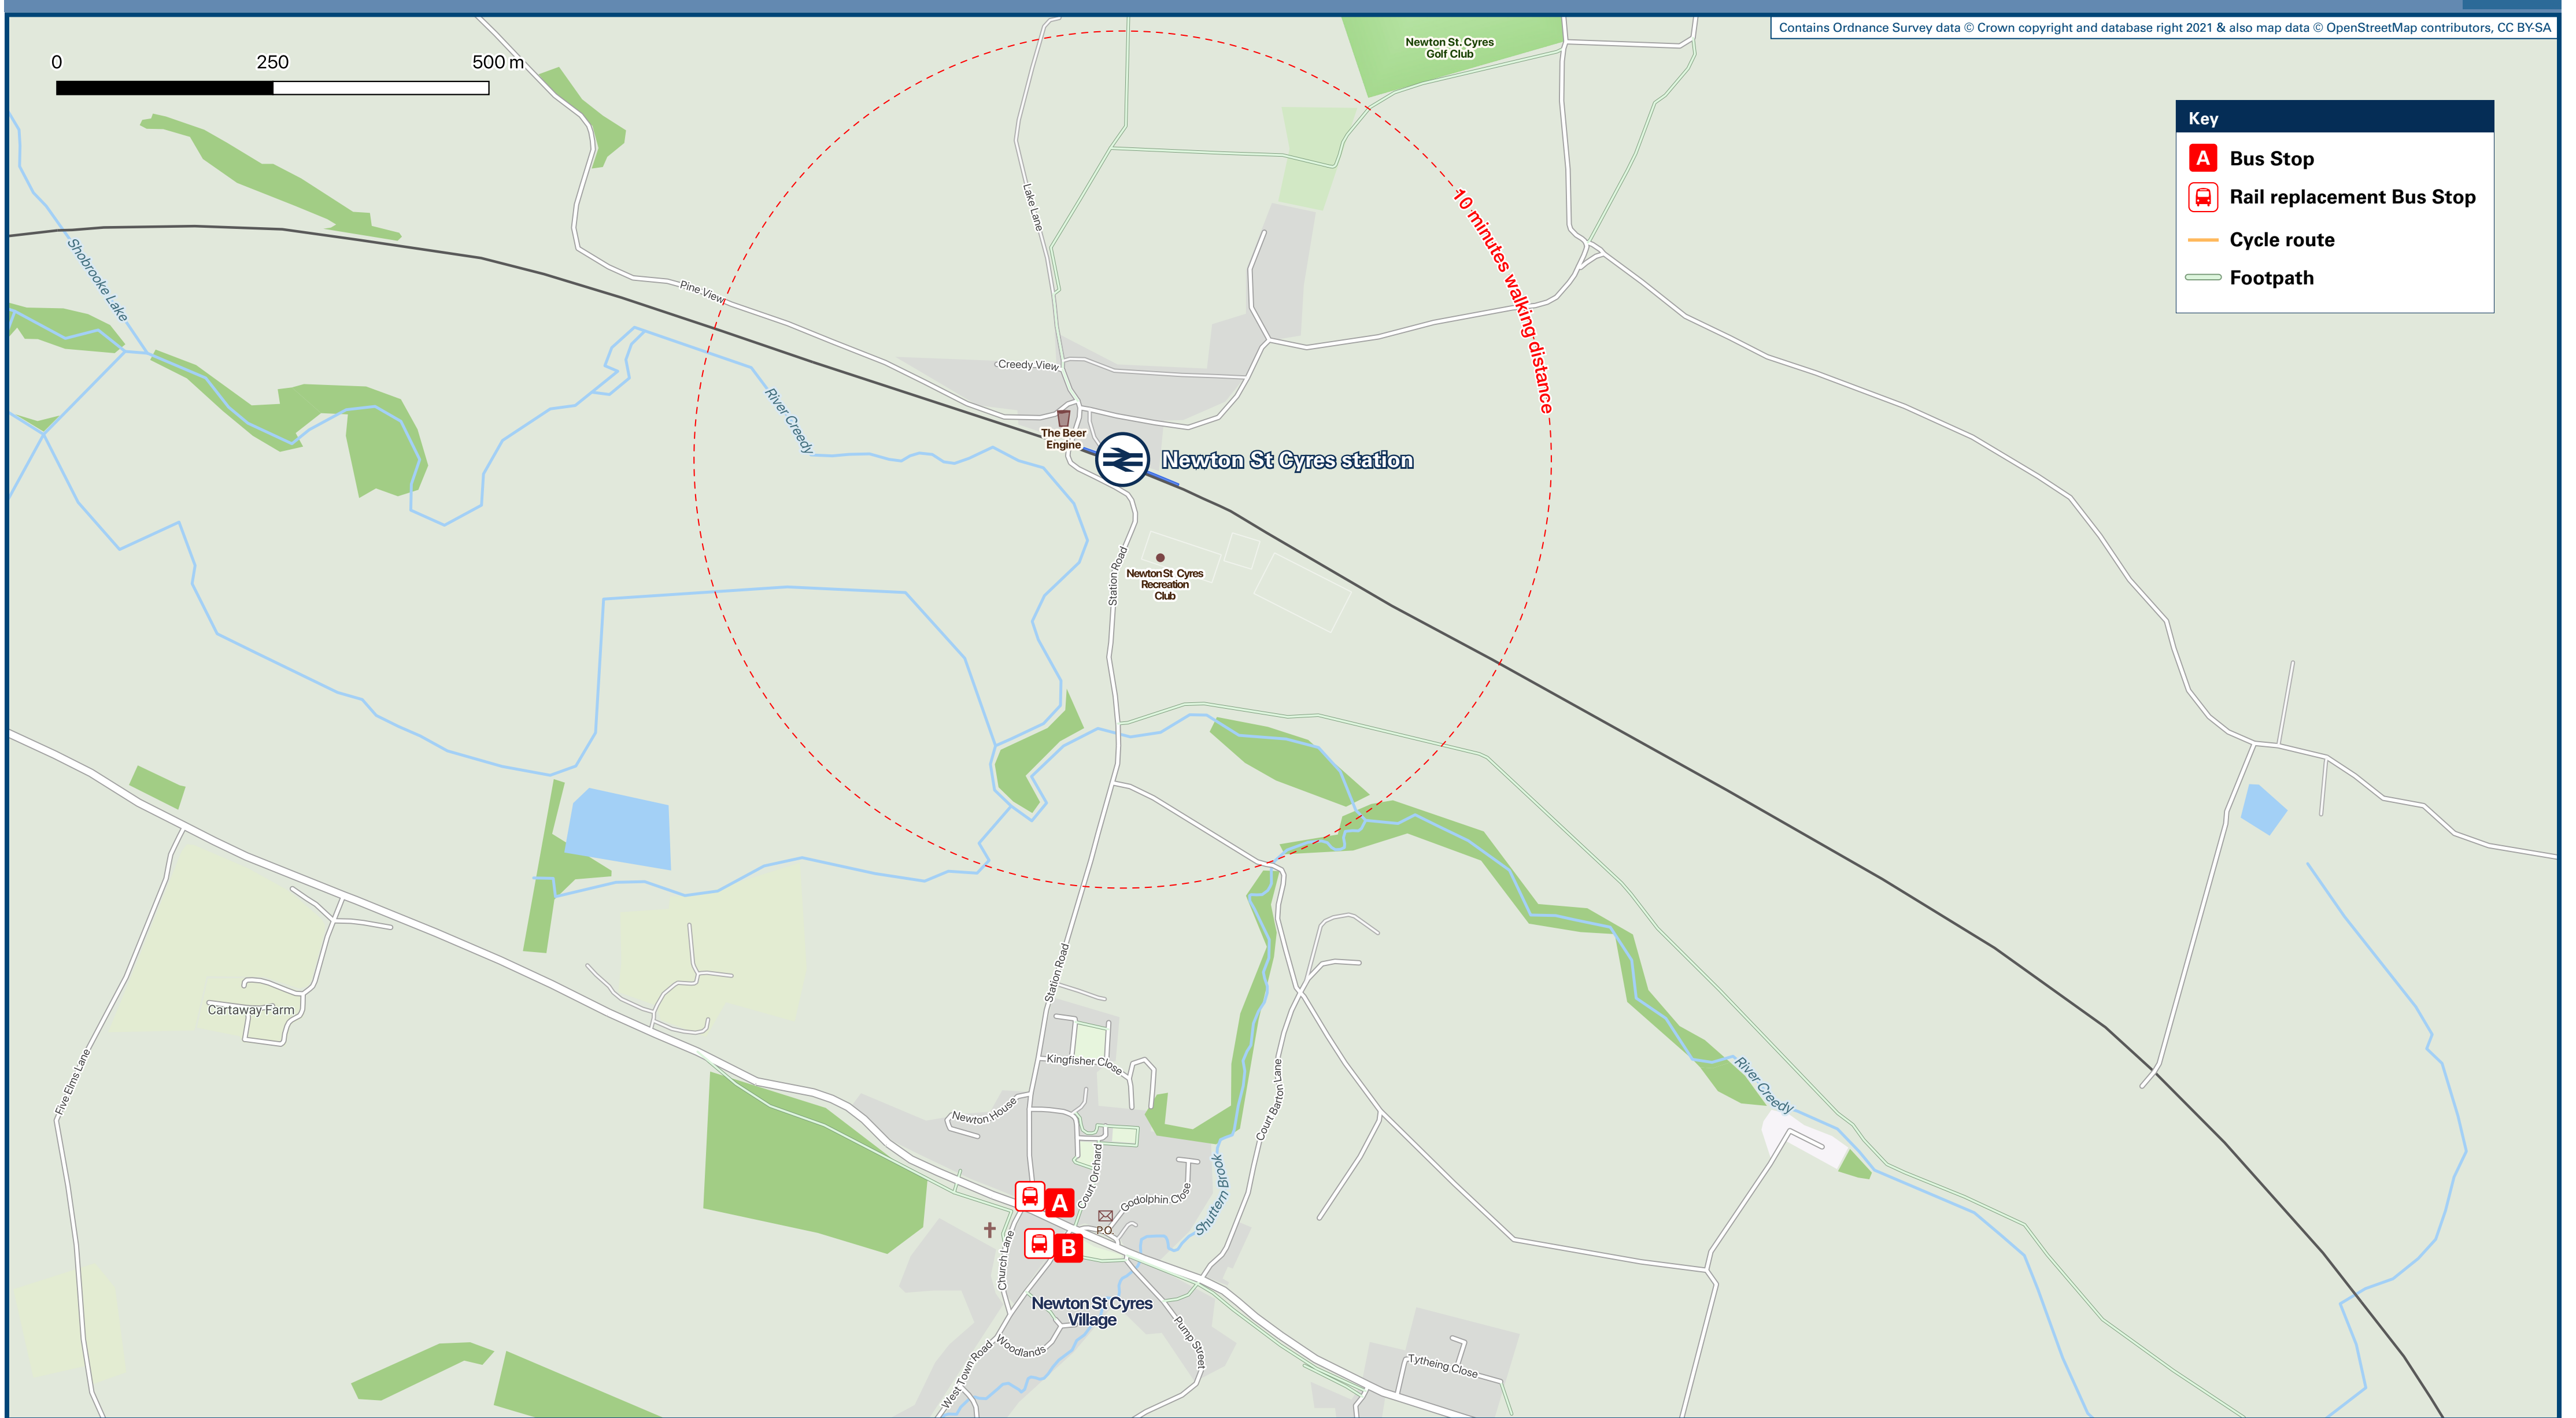 Contains Ordnance Survey data © Crown copyright and database right 2021 & also map data © OpenStreetMap contributors, CC BY-SA
0 250 500 m
Newton St. Cyres
Golf Club
Key
A Bus Stop
Rail replacement Bus Stop
Cycle route
Footpath
10 minutes walking distance
Lake Lane
Shobrooke Lake
Pine View
Creedy View
River Creedy
The Beer
Engine
Newton St Cyres station
Station Road
Newton St Cyres
Recreation
Club
Station Road
Cartaway Farm
Five Elms Lane
Kingfisher Close
Newton House
Court Barton Lane
River Creedy
Court Orchard
Godolphin Close
Shuttern Brook
A
P.O.
B
Church Lane
Newton St Cyres
Village
Woodlands
West Town Road
Pump Street
Tytheing Close